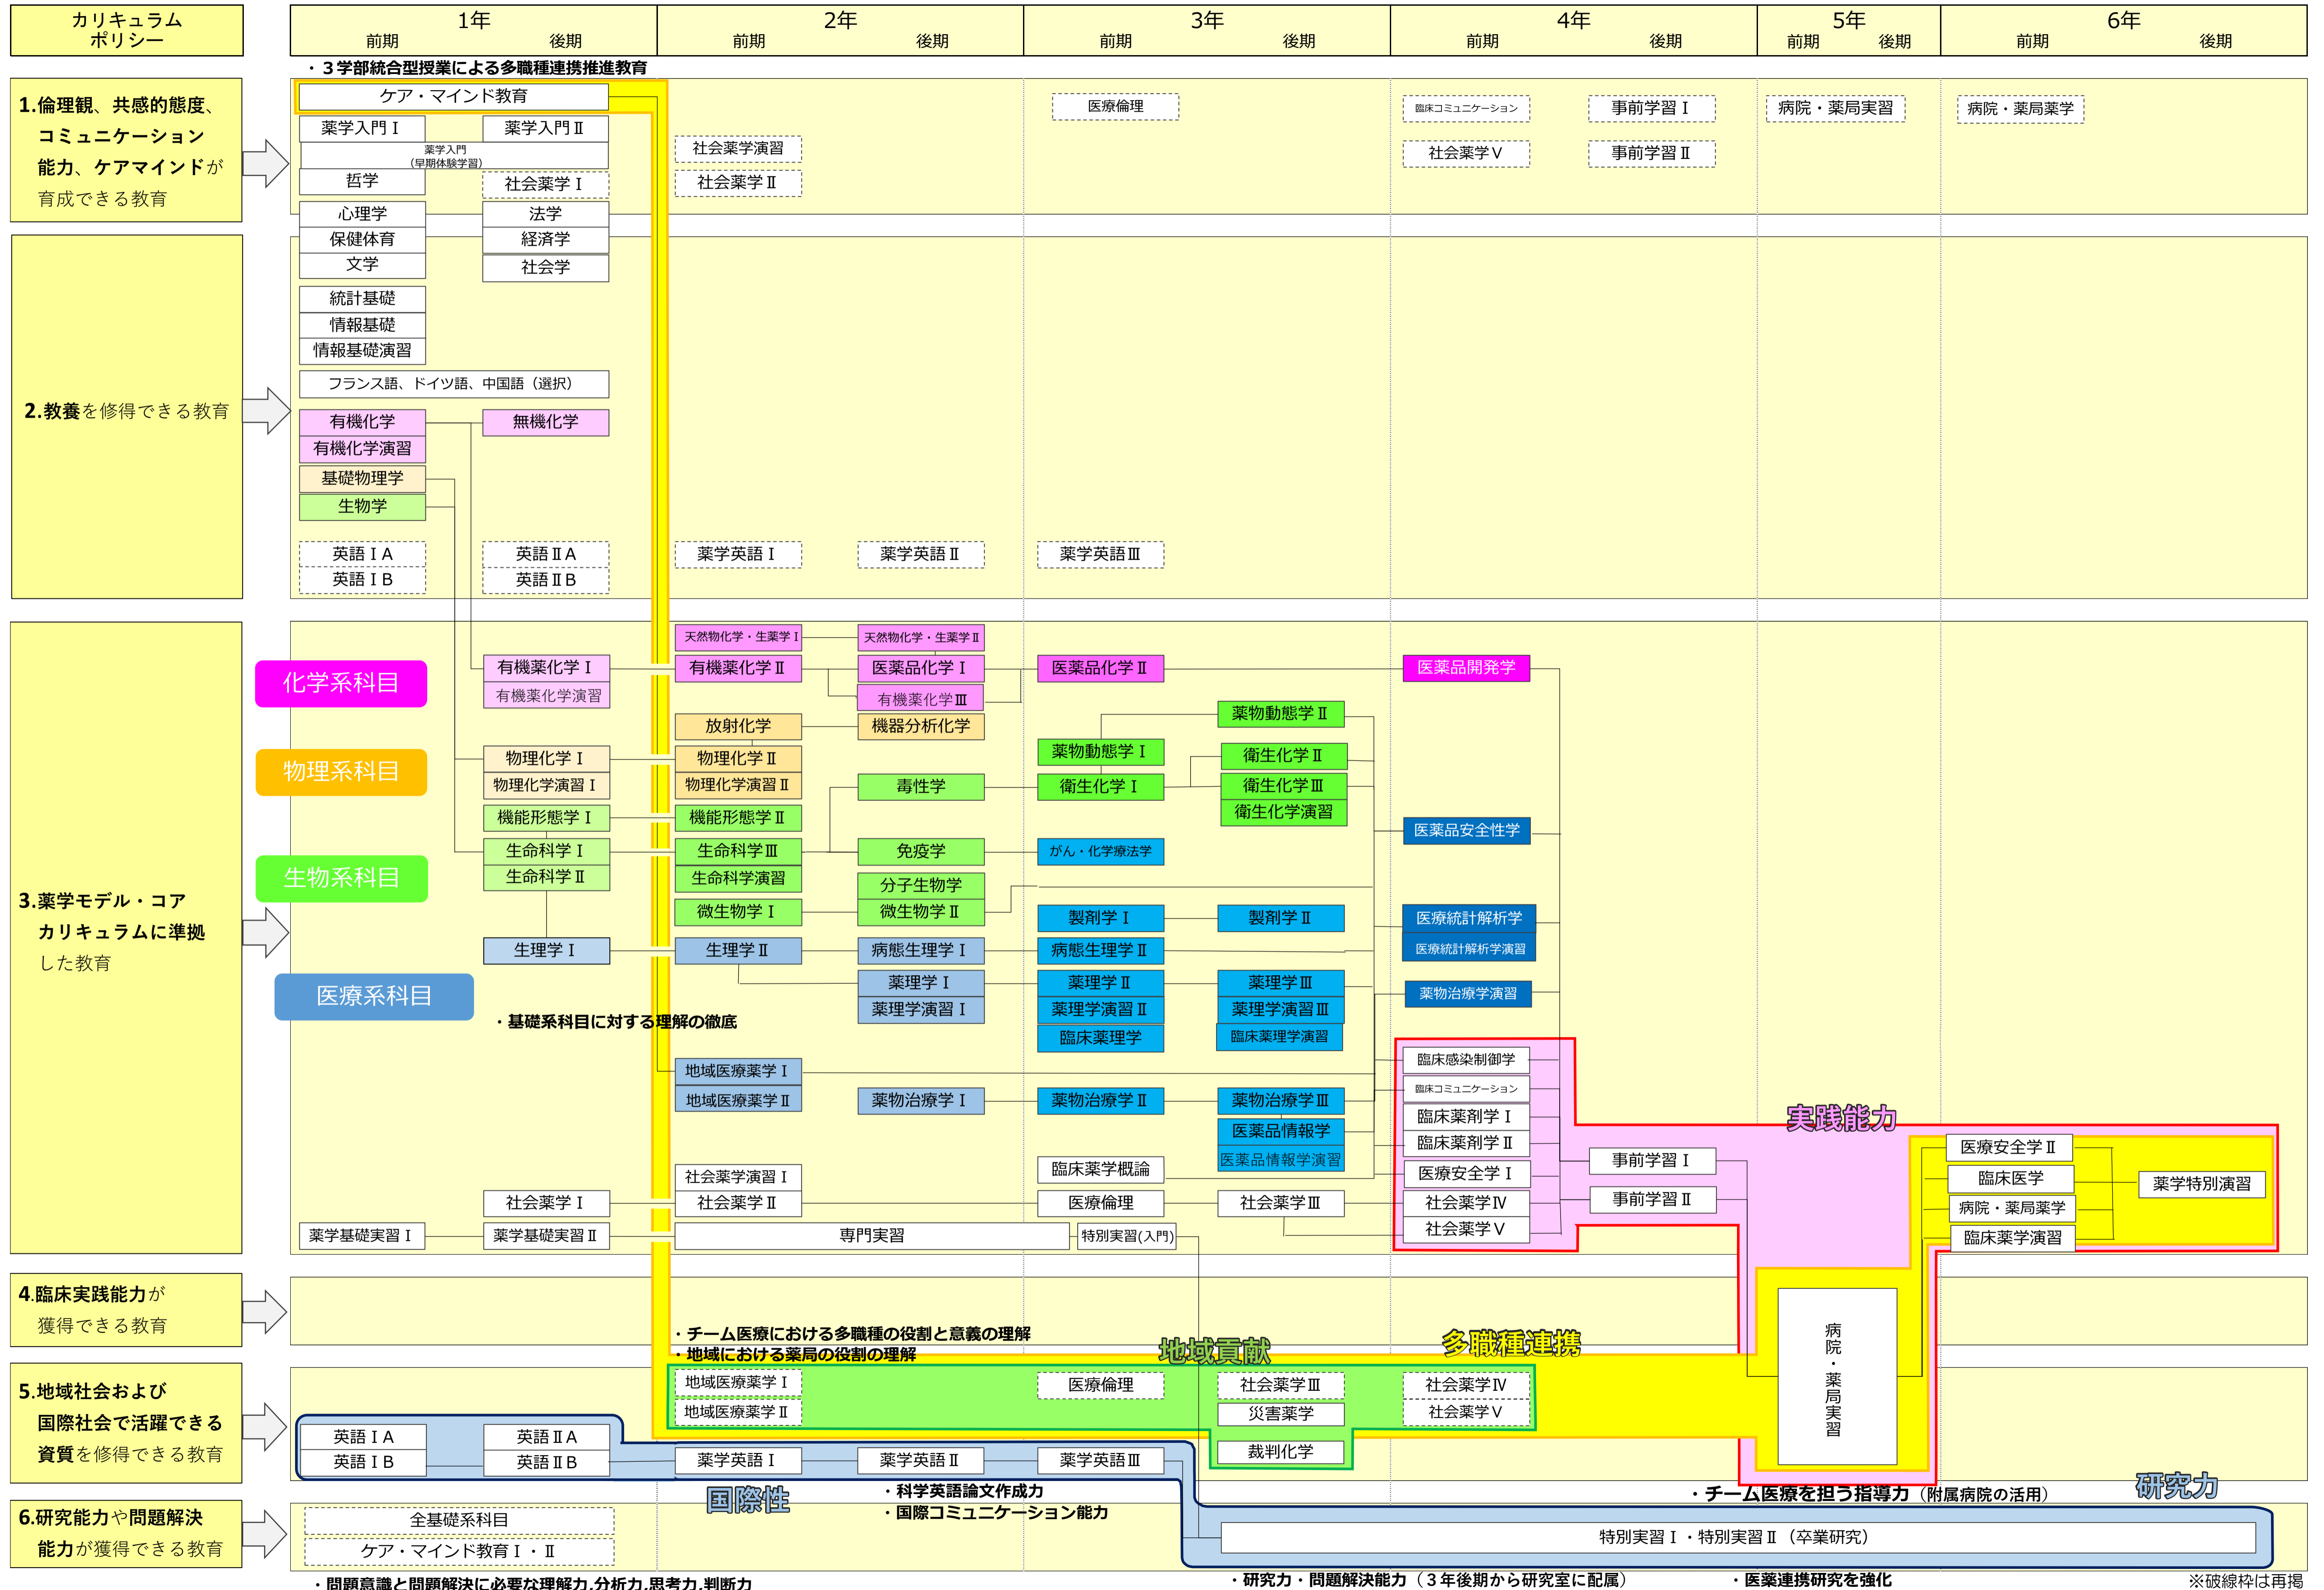 カリキュラム
ポリシー
1年
前期
後期
2年
前期
後期
3年
前期
後期
4年
前期
後期
5年
前期
後期
6年
前期
後期
・３学部統合型授業による多職種連携推進教育
1.倫理観、共感的態度、
コミュニケーション
能力、ケアマインドが
育成できる教育
ケア・マインド教育
薬学入門Ⅰ
薬学入門Ⅱ
薬学入門
（早期体験学習）
哲学
社会薬学Ⅰ
心理学
法学
保健体育
経済学
文学
社会学
社会薬学演習
社会薬学Ⅱ
医療倫理
臨床コミュニケーション
社会薬学Ⅴ
事前学習Ⅰ
事前学習Ⅱ
病院・薬局実習
病院・薬局薬学
2.教養を修得できる教育
統計基礎
情報基礎
情報基礎演習
フランス語、ドイツ語、中国語（選択）
有機化学
無機化学
有機化学演習
基礎物理学
生物学
英語ⅠA
英語ⅡA
英語ⅠB
英語ⅡB
薬学英語Ⅰ
薬学英語Ⅱ
薬学英語Ⅲ
3.薬学モデル・コア
カリキュラムに準拠
した教育
化学系科目
物理系科目
生物系科目
医療系科目
天然物化学・生薬学Ⅰ
天然物化学・生薬学Ⅱ
有機薬化学Ⅰ
有機薬化学Ⅱ
医薬品化学Ⅰ
医薬品化学Ⅱ
医薬品開発学
有機薬化学演習
有機薬化学Ⅲ
放射化学
機器分析化学
薬物動態学Ⅱ
物理化学Ⅰ
物理化学Ⅱ
薬物動態学Ⅰ
衛生化学Ⅱ
物理化学演習Ⅰ
物理化学演習Ⅱ
毒性学
衛生化学Ⅰ
衛生化学Ⅲ
衛生化学演習
機能形態学Ⅰ
機能形態学Ⅱ
医薬品安全性学
生命科学Ⅰ
生命科学Ⅲ
免疫学
がん・化学療法学
生命科学Ⅱ
生命科学演習
分子生物学
微生物学Ⅰ
微生物学Ⅱ
製剤学Ⅰ
製剤学Ⅱ
医療統計解析学
医療統計解析学演習
生理学Ⅰ
生理学Ⅱ
病態生理学Ⅰ
病態生理学Ⅱ
薬理学Ⅰ
薬理学Ⅱ
薬理学Ⅲ
薬物治療学演習
薬理学演習Ⅰ
薬理学演習Ⅱ
薬理学演習Ⅲ
・基礎系科目に対する理解の徹底
臨床薬理学
臨床薬理学演習
地域医療薬学Ⅰ
地域医療薬学Ⅱ
薬物治療学Ⅰ
薬物治療学Ⅱ
薬物治療学Ⅲ
医薬品情報学
医薬品情報学演習
臨床感染制御学
臨床コミュニケーション
臨床薬剤学Ⅰ
臨床薬剤学Ⅱ
医療安全学Ⅰ
社会薬学Ⅳ
社会薬学Ⅴ
実践能力
事前学習Ⅰ
事前学習Ⅱ
医療安全学Ⅱ
臨床医学
病院・薬局薬学
臨床薬学演習
薬学特別演習
社会薬学演習Ⅰ
臨床薬学概論
社会薬学Ⅰ
社会薬学Ⅱ
医療倫理
社会薬学Ⅲ
薬学基礎実習Ⅰ
薬学基礎実習Ⅱ
専門実習
特別実習(入門)
4.臨床実践能力が
獲得できる教育
・チーム医療における多職種の役割と意義の理解
・地域における薬局の役割の理解
地域貢献
多職種連携
病院・薬局実習
5.地域社会および
国際社会で活躍できる
資質を修得できる教育
地域医療薬学Ⅰ
地域医療薬学Ⅱ
医療倫理
社会薬学Ⅲ
災害薬学
裁判化学
社会薬学Ⅳ
社会薬学Ⅴ
英語ⅠA
英語ⅡA
英語ⅠB
英語ⅡB
薬学英語Ⅰ
薬学英語Ⅱ
薬学英語Ⅲ
国際性
・科学英語論文作成力
・国際コミュニケーション能力
・チーム医療を担う指導力（附属病院の活用）
研究力
6.研究能力や問題解決
能力が獲得できる教育
全基礎系科目
ケア・マインド教育Ⅰ・Ⅱ
特別実習Ⅰ・特別実習Ⅱ（卒業研究）
・問題意識と問題解決に必要な理解力,分析力,思考力,判断力
・研究力・問題解決能力（３年後期から研究室に配属）
・医薬連携研究を強化
※破線枠は再掲